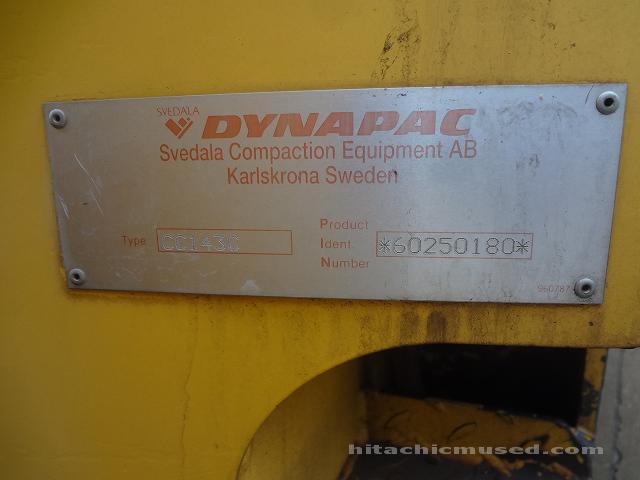 SVEDALA
DYNAPAC
Svedala Compaction Equipment AB
Karlskrona Sweden
Type CC143C
Product
Ident. *60250180*
Number
hitachicmused.com